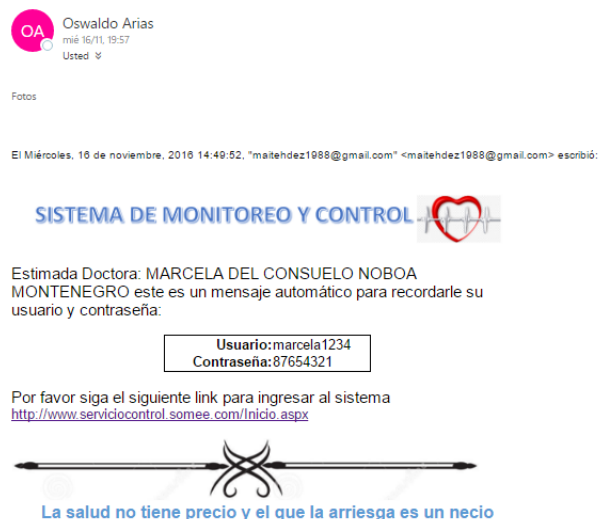 OA
Oswaldo Arias
mié 16/11, 19:57
Usted
Fotos
El Miércoles, 16 de noviembre, 2016 14:49:52, "maitehdez1988@gmail.com" <maitehdez1988@gmail.com> escribió:
SISTEMA DE MONITOREO Y CONTROL
Estimada Doctora: MARCELA DEL CONSUELO NOBOA
MONTENEGRO este es un mensaje automático para recordarle su
usuario y contraseña:
Usuario: marcela1234
Contraseña: 87654321
Por favor siga el siguiente link para ingresar al sistema
http://www.serviciocontrol.somee.com/Inicio.aspx
La salud no tiene precio y el que la arriesga es un necio